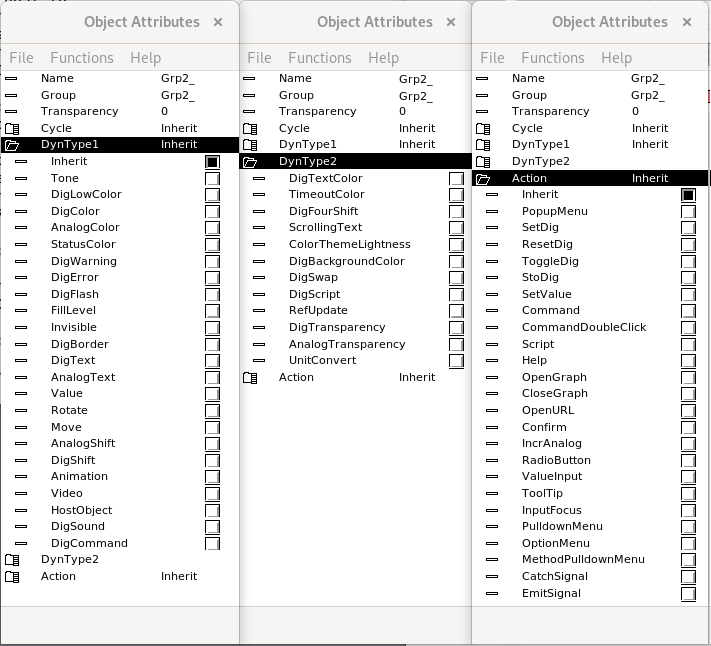 Object Attributes ×
File Functions Help
Name Grp2_
Group Grp2_
Transparency 0
Cycle Inherit
DynType1 Inherit
Inherit
Tone
DigLowColor
DigColor
AnalogColor
StatusColor
DigWarning
DigError
DigFlash
FillLevel
Invisible
DigBorder
DigText
AnalogText
Value
Rotate
Move
AnalogShift
DigShift
Animation
Video
HostObject
DigSound
DigCommand
DynType2
Action Inherit
Object Attributes ×
File Functions Help
Name Grp2_
Group Grp2_
Transparency 0
Cycle Inherit
DynType1 Inherit
DynType2
DigTextColor
TimeoutColor
DigFourShift
ScrollingText
ColorThemeLightness
DigBackgroundColor
DigSwap
DigScript
RefUpdate
DigTransparency
AnalogTransparency
UnitConvert
Action Inherit
Object Attributes ×
File Functions Help
Name Grp2_
Group Grp2_
Transparency 0
Cycle Inherit
DynType1 Inherit
DynType2
Action Inherit
Inherit
PopupMenu
SetDig
ResetDig
ToggleDig
StoDig
SetValue
Command
CommandDoubleClick
Script
Help
OpenGraph
CloseGraph
OpenURL
Confirm
IncrAnalog
RadioButton
ValueInput
ToolTip
InputFocus
PulldownMenu
OptionMenu
MethodPulldownMenu
CatchSignal
EmitSignal